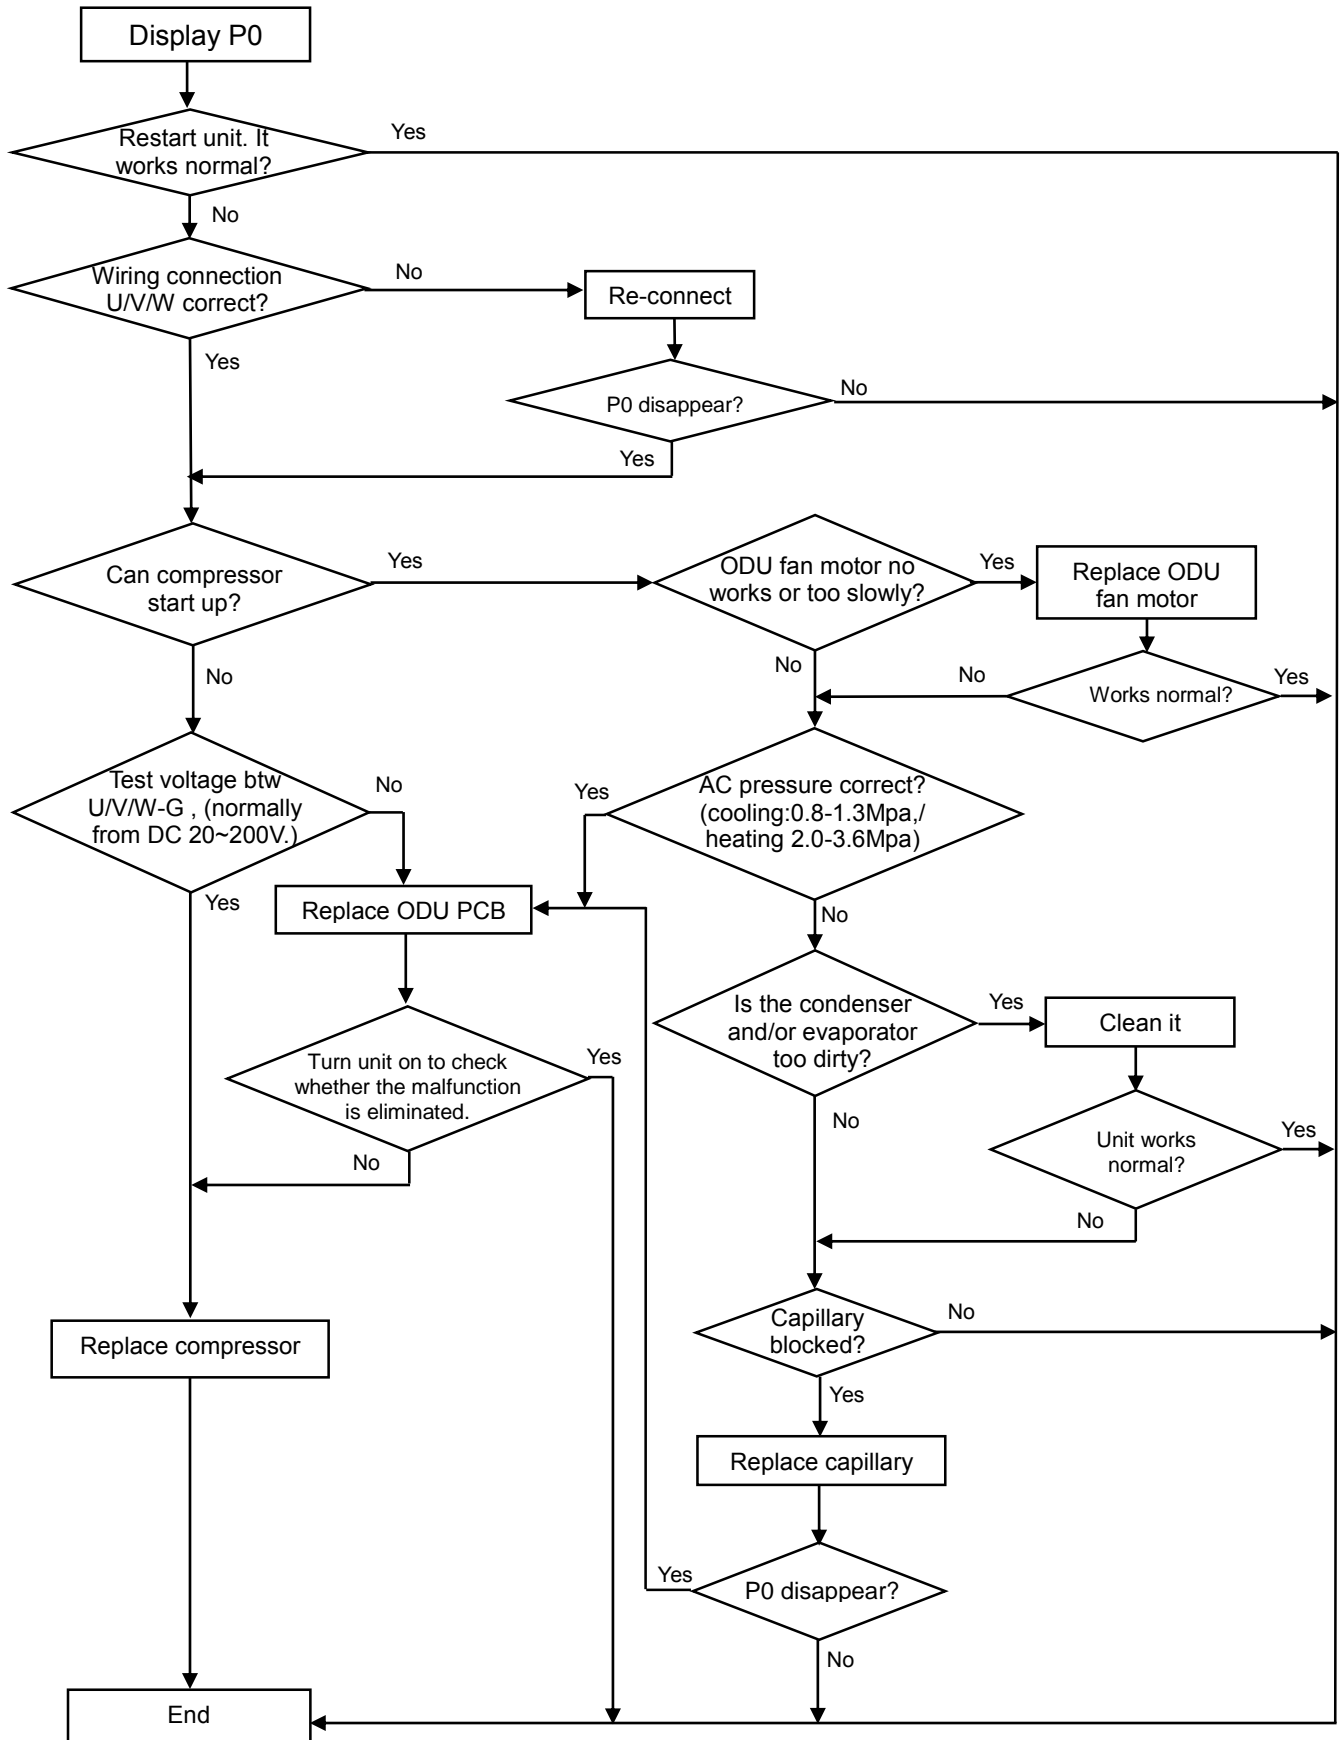 Display P0
Restart unit. It
works normal?
Yes
No
Wiring connection
U/V/W correct?
No
Re-connect
Yes
P0 disappear?
No
Yes
Can compressor
start up?
Yes
ODU fan motor no
works or too slowly?
Yes
Replace ODU
fan motor
No
No
No
Works normal?
Yes
Test voltage btw
U/V/W-G , (normally
from DC 20~200V.)
No
Yes
AC pressure correct?
(cooling:0.8-1.3Mpa,/
heating 2.0-3.6Mpa)
Yes
Replace ODU PCB
No
Is the condenser
and/or evaporator
too dirty?
Yes
Clean it
Turn unit on to check
whether the malfunction
is eliminated.
Yes
No
No
Unit works
normal?
Yes
No
Capillary
blocked?
No
Replace compressor
Yes
Replace capillary
Yes
P0 disappear?
No
End